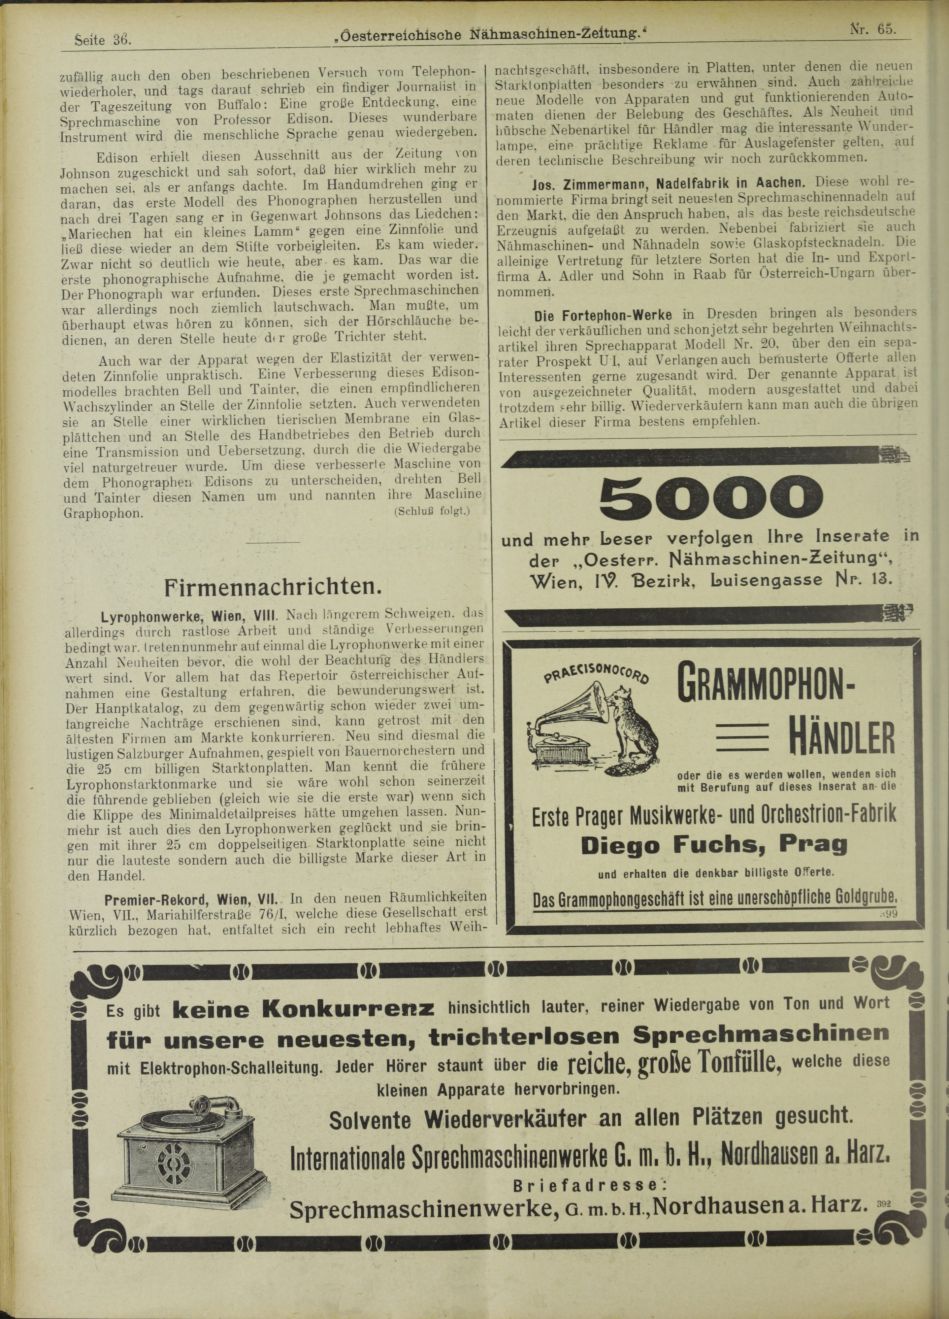 Seite 36.
„Oesterreichische Nähmaschinen-Zeitung.“
Nr. 65.
zufällig auch den oben beschriebenen Versuch vom Telephon-
wiederholer, und tags darauf schrieb ein findiger Journalist in
der Tageszeitung von Buffalo: Eine große Entdeckung, eine
Sprechmaschine von Professor Edison. Dieses wunderbare
Instrument wird die menschliche Sprache genau wiedergeben.
Edison erhielt diesen Ausschnitt aus der Zeitung von
Johnson zugeschickt und sah sofort, daß hier wirklich mehr zu
machen sei, als er anfangs dachte. Im Handumdrehen ging er
daran, das erste Modell des Phonographen herzustellen und
nach drei Tagen sang er in Gegenwart Johnsons das Liedchen:
„Mariechen hat ein kleines Lamm“ gegen eine Zinnfolie und
ließ diese wieder an dem Stifte vorbeigleiten. Es kam wieder.
Zwar nicht so deutlich wie heute, aber es kam. Das war die
erste phonographische Aufnahme, die je gemacht worden ist.
Der Phonograph war erfunden. Dieses erste Sprechmaschinchen
war allerdings noch ziemlich lautschwach. Man mußte, um
überhaupt etwas hören zu können, sich der Hörschläuche be-
dienen, an deren Stelle heute der große Trichter steht.
Auch war der Apparat wegen der Elastizität der verwen-
deten Zinnfolie unpraktisch. Eine Verbesserung dieses Edison-
modelles brachten Bell und Tainter, die einen empfindlicheren
Wachszylinder an Stelle der Zinnfolie setzten. Auch verwendeten
sie an Stelle einer wirklichen tierischen Membrane ein Glas-
plättchen und an Stelle des Handbetriebes den Betrieb durch
eine Transmission und Uebersetzung, durch die die Wiedergabe
viel naturgetreuer wurde. Um diese verbesserte Maschine von
dem Phonographen Edisons zu unterscheiden, drehten Bell
und Tainter diesen Namen um und nannten ihre Maschine
Graphophon. (Schluß folgt.)
Firmennachrichten.
Lyrophonwerke, Wien, VIII. Nach längerem Schweigen, das
allerdings durch rastlose Arbeit und ständige Verbesserungen
bedingt war, treten nunmehr auf einmal die Lyrophonwerke mit einer
Anzahl Neuheiten bevor, die wohl der Beachtung des Händlers
wert sind. Vor allem hat das Repertoir österreichischer Auf-
nahmen eine Gestaltung erfahren, die bewunderungswert ist.
Der Hanptkatalog, zu dem gegenwärtig schon wieder zwei um-
fangreiche Nachträge erschienen sind, kann getrost mit den
ältesten Firmen am Markte konkurrieren. Neu sind diesmal die
lustigen Salzburger Aufnahmen, gespielt von Bauernorchestern und
die 25 cm billigen Starktonplatten. Man kennt die frühere
Lyrophonstarktonmarke und sie wäre wohl schon seinerzeit
die führende geblieben (gleich wie sie die erste war) wenn sich
die Klippe des Minimaldetailpreises hätte umgehen lassen. Nun-
mehr ist auch dies den Lyrophonwerken geglückt und sie brin-
gen mit ihrer 25 cm doppelseitigen Starktonplatte seine nicht
nur die lauteste sondern auch die billigste Marke dieser Art in
den Handel.
Premier-Rekord, Wien, VII. In den neuen Räumlichkeiten
Wien, VII., Mariahilferstraße 76/I, welche diese Gesellschaft erst
kürzlich bezogen hat, entfaltet sich ein recht lebhaftes Weih-
nachtsgeschäft, insbesondere in Platten, unter denen die neuen
Starktonplatten besonders zu erwähnen sind. Auch zahlreiche
neue Modelle von Apparaten und gut funktionierenden Auto-
maten dienen der Belebung des Geschäftes. Als Neuheit und
hübsche Nebenartikel für Händler mag die interessante Wunder-
lampe, eine prächtige Reklame für Auslagefenster gelten, auf
deren technische Beschreibung wir noch zurückkommen.
Jos. Zimmermann, Nadelfabrik in Aachen. Diese wohl re-
nommierte Firma bringt seit neuesten Sprechmaschinennadeln auf
den Markt, die den Anspruch haben, als das beste reichsdeutsche
Erzeugnis aufgefaßt zu werden. Nebenbei fabriziert sie auch
Nähmaschinen- und Nähnadeln sowie Glaskopfstecknadeln. Die
alleinige Vertretung für letztere Sorten hat die In- und Export-
firma A. Adler und Sohn in Raab für Österreich-Ungarn über-
nommen.
Die Fortephon-Werke in Dresden bringen als besonders
leicht der verkäuflichen und schon jetzt sehr begehrten Weihnachts-
artikel ihren Sprechapparat Modell Nr. 20, über den ein sepa-
rater Prospekt U I, auf Verlangen auch bemusterte Offerte allen
Interessenten gerne zugesandt wird. Der genannte Apparat ist
von ausgezeichneter Qualität, modern ausgestattet und dabei
trotzdem sehr billig. Wiederverkäufern kann man auch die übrigen
Artikel dieser Firma bestens empfehlen.
5000
und mehr Leser verfolgen Ihre Inserate in
der „Oesterr. Nähmaschinen-Zeitung“,
Wien, IV. Bezirk, Luisengasse Nr. 13.
PRAECISONOCORD
GRAMMOPHON-
HÄNDLER
oder die es werden wollen, wenden sich
mit Berufung auf dieses Inserat an die
Erste Prager Musikwerke- und Orchestrion-Fabrik
Diego Fuchs, Prag
und erhalten die denkbar billigste Offerte.
Das Grammophongeschäft ist eine unerschöpfliche Goldgrube.
Es gibt keine Konkurrenz hinsichtlich lauter, reiner Wiedergabe von Ton und Wort
für unsere neuesten, trichterlosen Sprechmaschinen
mit Elektrophon-Schalleitung. Jeder Hörer staunt über die reiche, große Tonfülle, welche diese
kleinen Apparate hervorbringen.
Solvente Wiederverkäufer an allen Plätzen gesucht.
Internationale Sprechmaschinenwerke G. m. b. H., Nordhausen a. Harz.
Briefadresse:
Sprechmaschinenwerke, G. m. b. H., Nordhausen a. Harz. 392